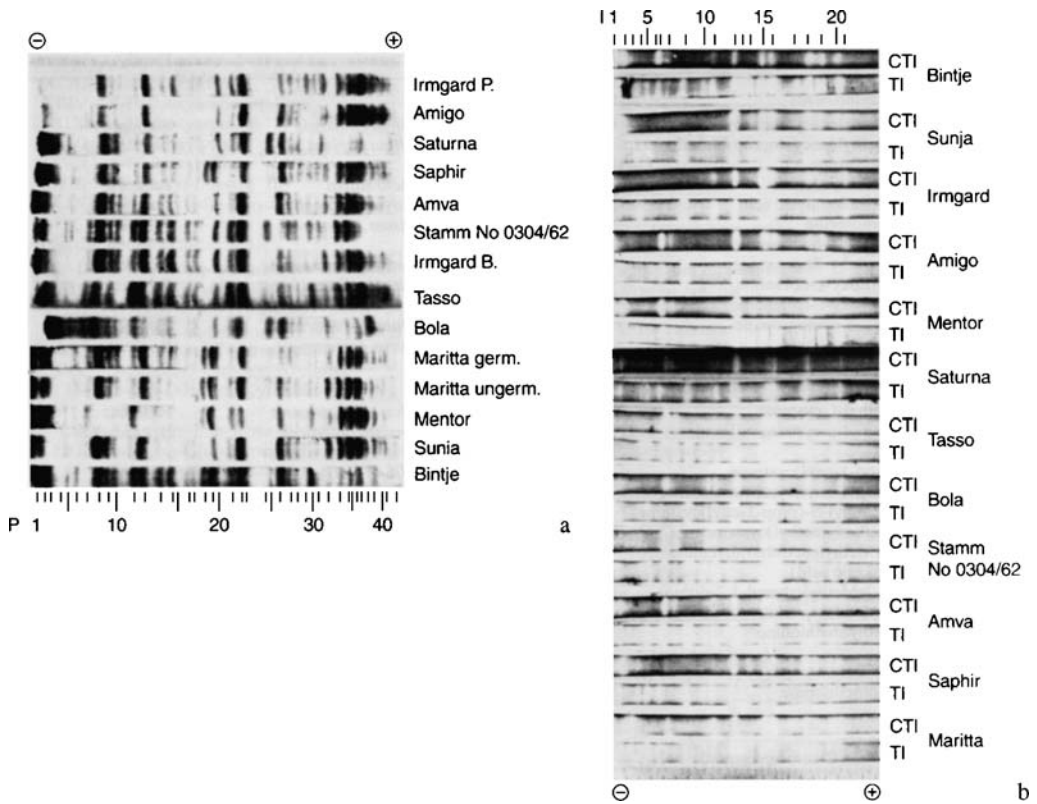 ⊖ ⊕
Irmgard P.
Amigo
Saturna
Saphir
Amva
Stamm No 0304/62
Irmgard B.
Tasso
Bola
Maritta germ.
Maritta ungerm.
Mentor
Sunia
Bintje
P 1 10 20 30 40
a
I 1 5 10 15 20
CTI
Bintje
TI
CTI
Sunja
TI
CTI
Irmgard
TI
CTI
Amigo
TI
CTI
Mentor
TI
CTI
Saturna
TI
CTI
Tasso
TI
CTI
Bola
TI
CTI Stamm
TI No 0304/62
CTI
Amva
TI
CTI
Saphir
TI
CTI
Maritta
TI
⊖ ⊕
b